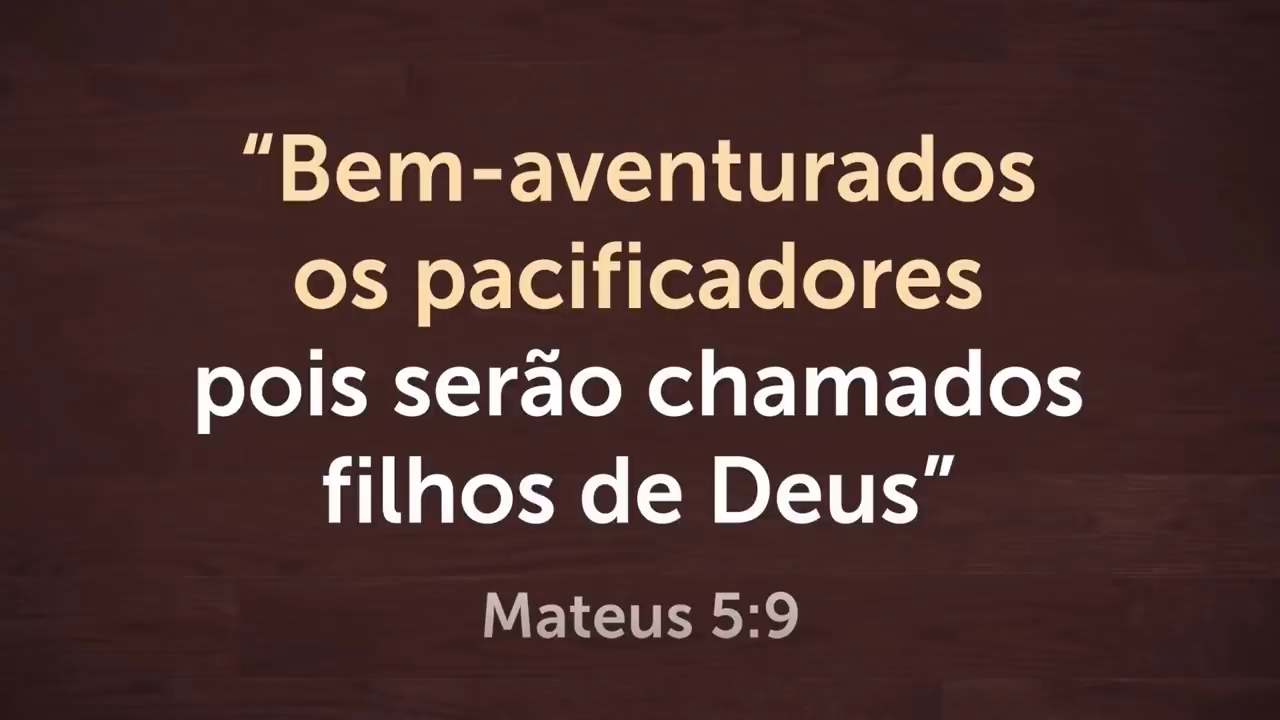 “Bem-aventurados
os pacificadores
pois serão chamados
filhos de Deus”
Mateus 5:9